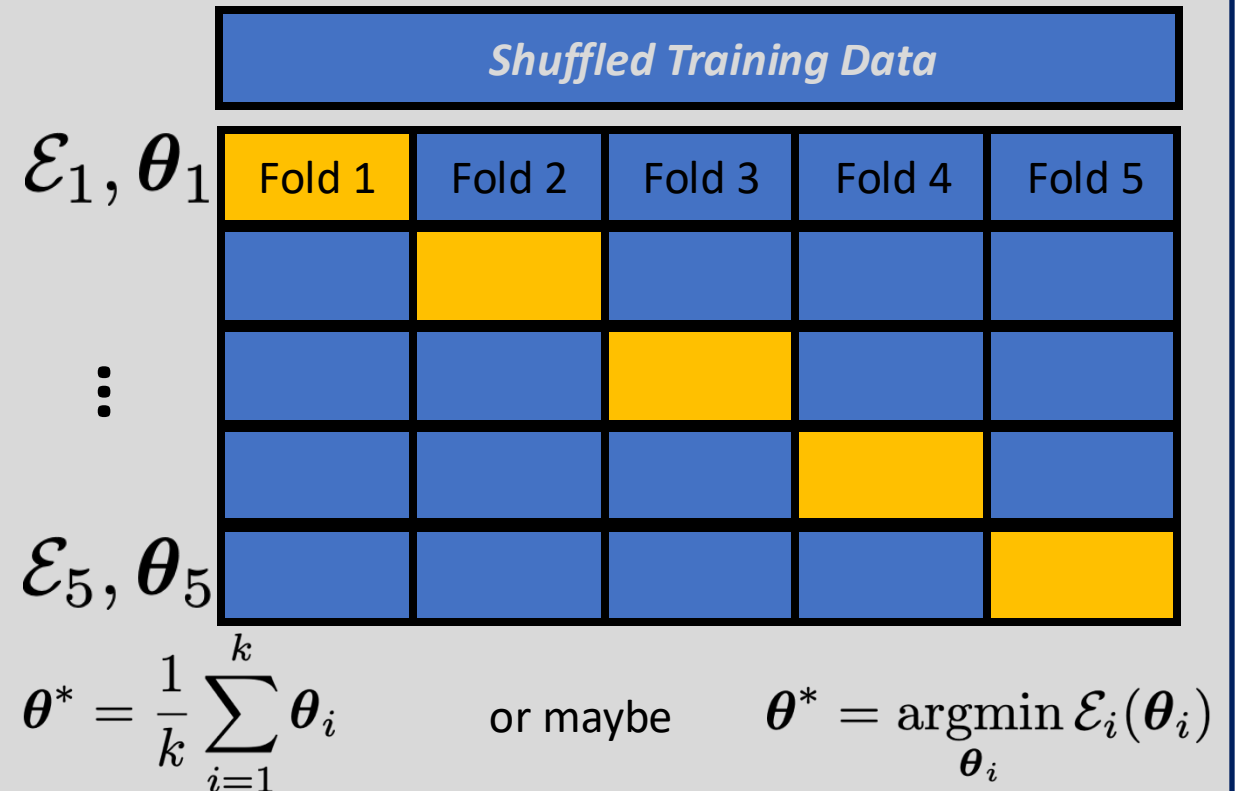 Shuffled Training Data
ℰ₁, θ₁ Fold 1 Fold 2 Fold 3 Fold 4 Fold 5
⋮
ℰ₅, θ₅
θ* = 1/k ∑_{i=1}^{k} θᵢ or maybe θ* = argmin_{θᵢ} ℰᵢ(θᵢ)